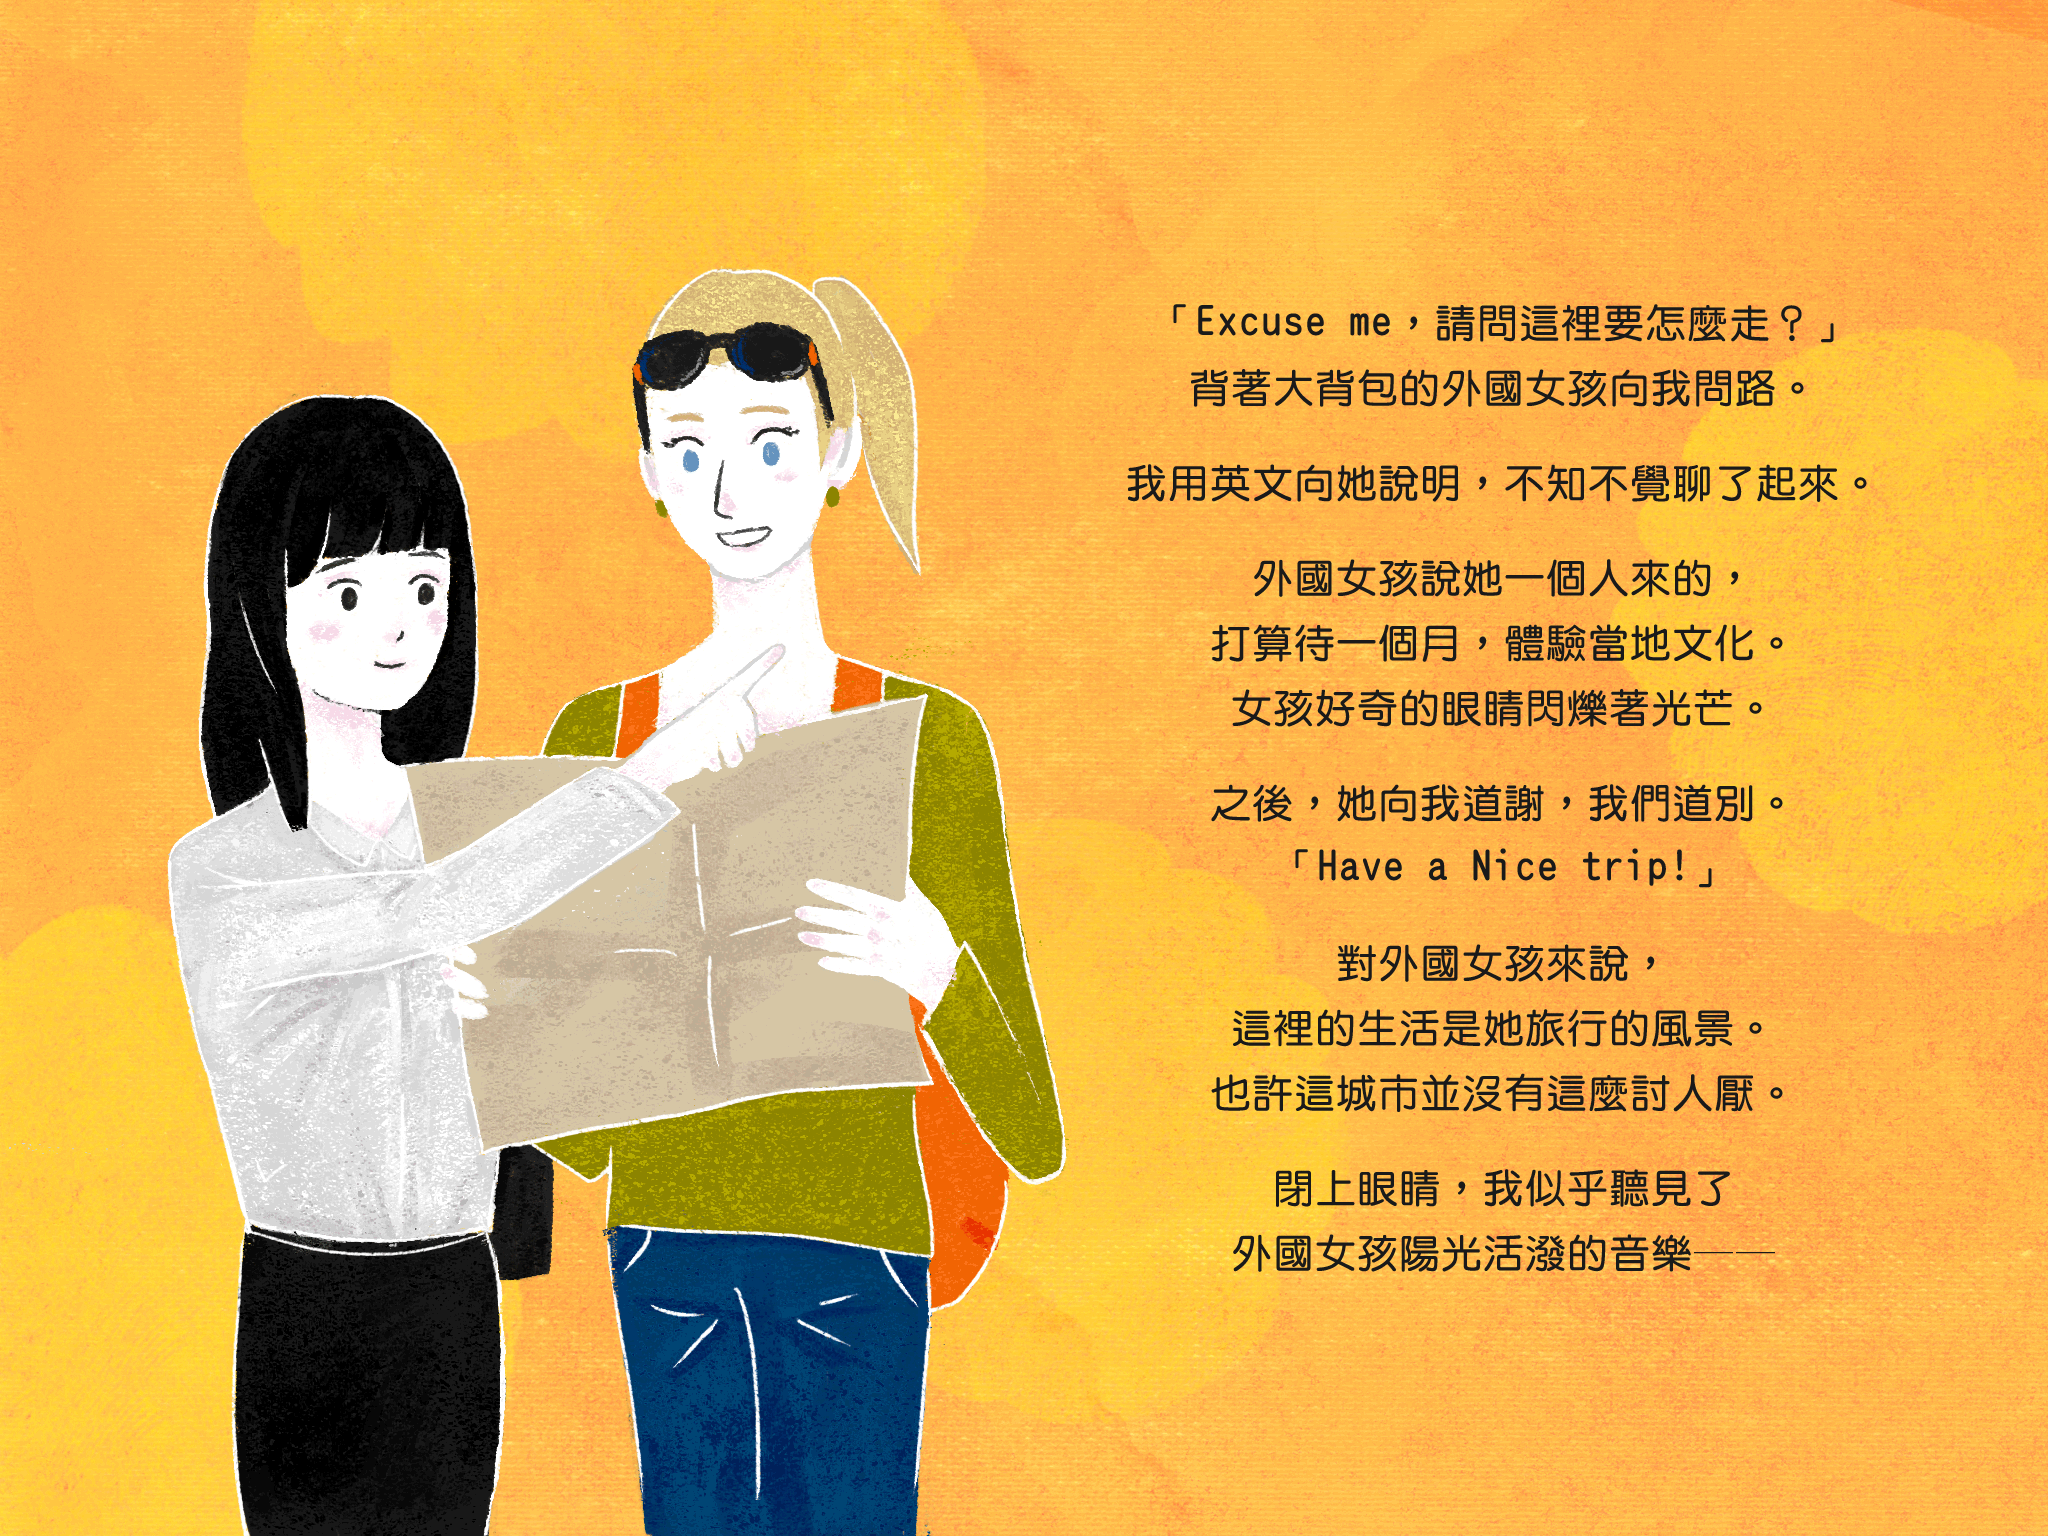 「Excuse me，請問這裡要怎麼走？」
背著大背包的外國女孩向我問路。
我用英文向她說明，不知不覺聊了起來。
外國女孩說她一個人來的，
打算待一個月，體驗當地文化。
女孩好奇的眼睛閃爍著光芒。
之後，她向我道謝，我們道別。
「Have a Nice trip!」
對外國女孩來說，
這裡的生活是她旅行的風景。
也許這城市並沒有這麼討人厭。
閉上眼睛，我似乎聽見了
外國女孩陽光活潑的音樂——